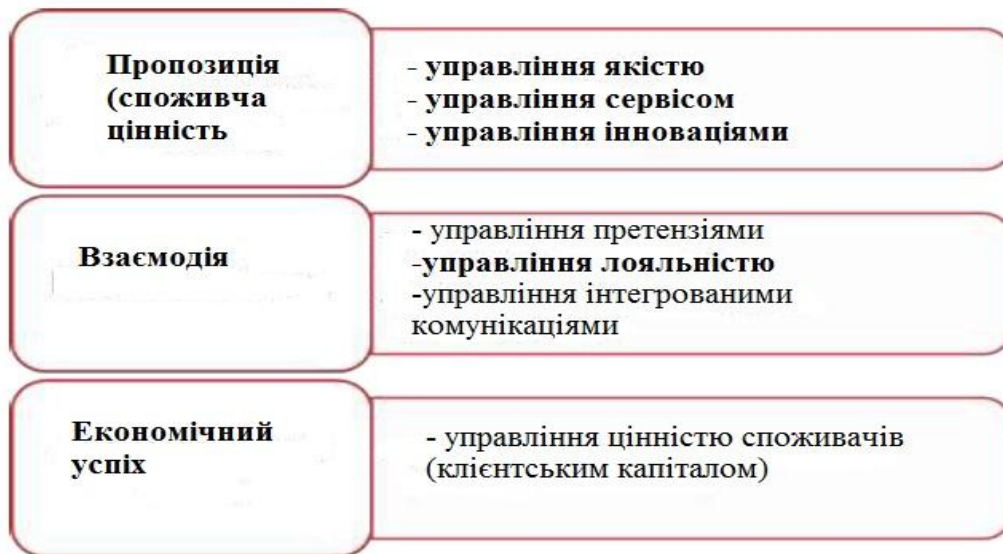 Пропозиція
(споживча
цінність
- управління якістю
- управління сервісом
- управління інноваціями
Взаємодія
- управління претензіями
-управління лояльністю
-управління інтегрованими
комунікаціями
Економічний
успіх
- управління цінністю споживачів
(клієнтським капіталом)